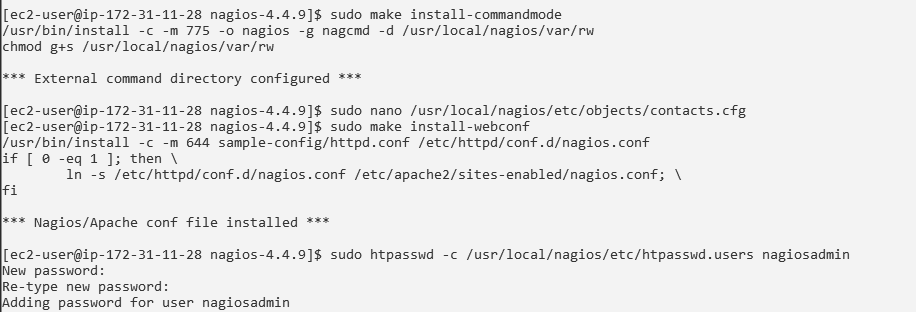 [ec2-user@ip-172-31-11-28 nagios-4.4.9]$ sudo make install-commandmode
/usr/bin/install -c -m 775 -o nagios -g nagcmd -d /usr/local/nagios/var/rw
chmod g+s /usr/local/nagios/var/rw

*** External command directory configured ***

[ec2-user@ip-172-31-11-28 nagios-4.4.9]$ sudo nano /usr/local/nagios/etc/objects/contacts.cfg
[ec2-user@ip-172-31-11-28 nagios-4.4.9]$ sudo make install-webconf
/usr/bin/install -c -m 644 sample-config/httpd.conf /etc/httpd/conf.d/nagios.conf
if [ 0 -eq 1 ]; then \
        ln -s /etc/httpd/conf.d/nagios.conf /etc/apache2/sites-enabled/nagios.conf; \
fi

*** Nagios/Apache conf file installed ***

[ec2-user@ip-172-31-11-28 nagios-4.4.9]$ sudo htpasswd -c /usr/local/nagios/etc/htpasswd.users nagiosadmin
New password:
Re-type new password:
Adding password for user nagiosadmin